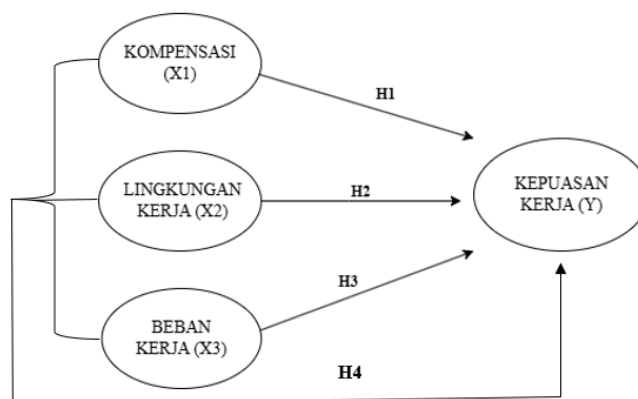 KOMPENSASI
(X1)
H1
LINGKUNGAN
KERJA (X2)
H2
KEPUASAN
KERJA (Y)
H3
BEBAN
KERJA (X3)
H4